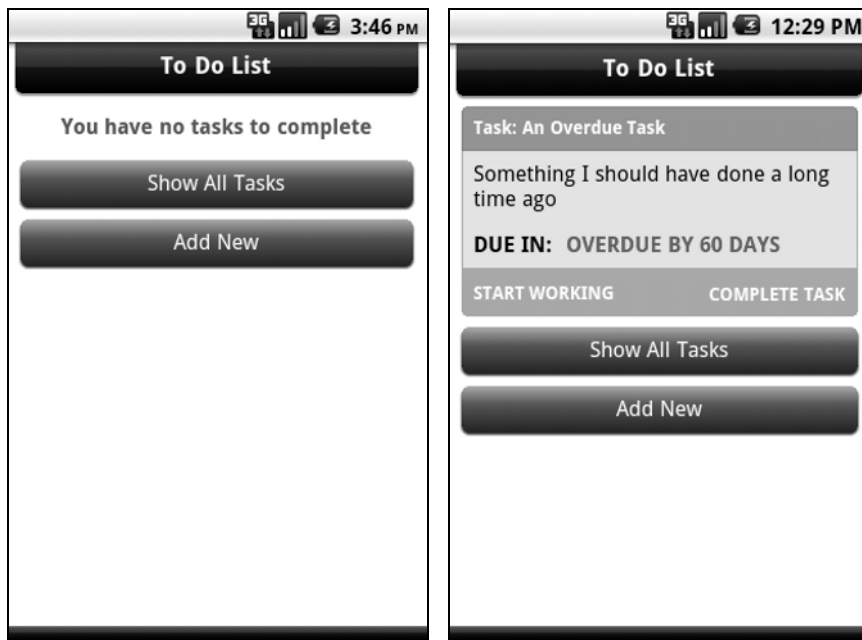 3G 3:46 PM
To Do List
You have no tasks to complete
Show All Tasks
Add New
3G 12:29 PM
To Do List
Task: An Overdue Task
Something I should have done a long
time ago
DUE IN: OVERDUE BY 60 DAYS
START WORKING COMPLETE TASK
Show All Tasks
Add New